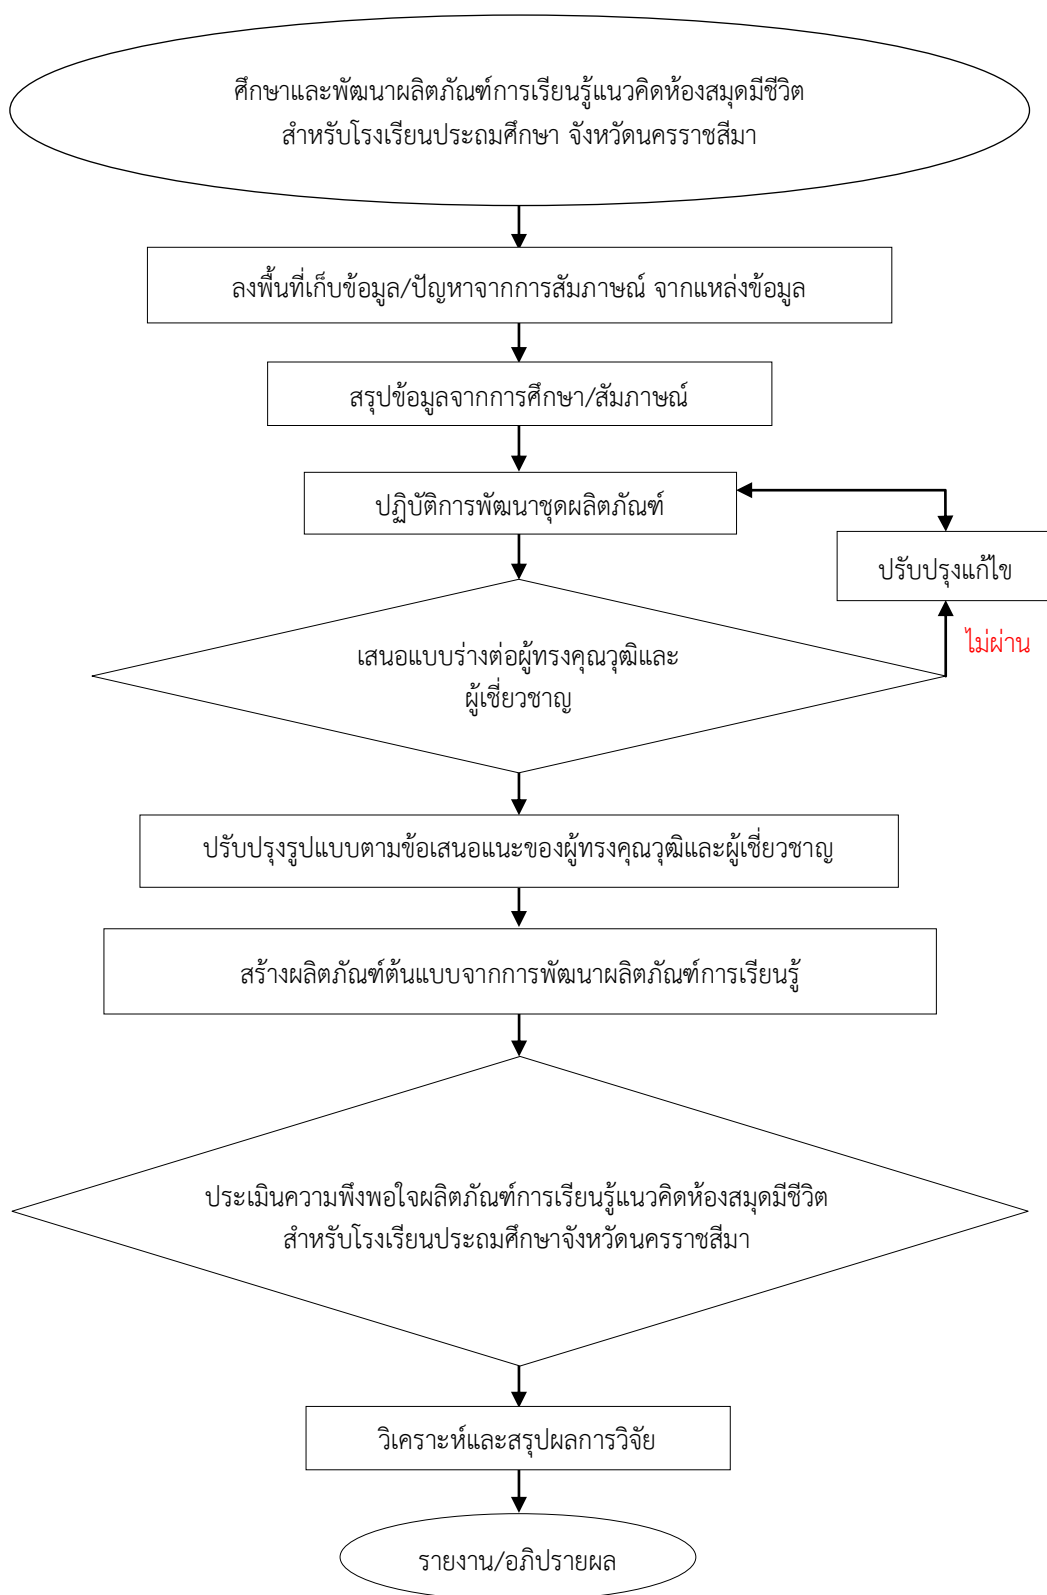 ศึกษาและพัฒนาผลิตภัณฑ์การเรียนรู้แนวคิดห้องสมุดมีชีวิต
สำหรับโรงเรียนประถมศึกษา จังหวัดนครราชสีมา
ลงพื้นที่เก็บข้อมูล/ปัญหาจากการสัมภาษณ์ จากแหล่งข้อมูล
สรุปข้อมูลจากการศึกษา/สัมภาษณ์
ปฏิบัติการพัฒนาชุดผลิตภัณฑ์
ปรับปรุงแก้ไข
ไม่ผ่าน
เสนอแบบร่างต่อผู้ทรงคุณวุฒิและ
ผู้เชี่ยวชาญ
ปรับปรุงรูปแบบตามข้อเสนอแนะของผู้ทรงคุณวุฒิและผู้เชี่ยวชาญ
สร้างผลิตภัณฑ์ต้นแบบจากการพัฒนาผลิตภัณฑ์การเรียนรู้
ประเมินความพึงพอใจผลิตภัณฑ์การเรียนรู้แนวคิดห้องสมุดมีชีวิต
สำหรับโรงเรียนประถมศึกษาจังหวัดนครราชสีมา
วิเคราะห์และสรุปผลการวิจัย
รายงาน/อภิปรายผล